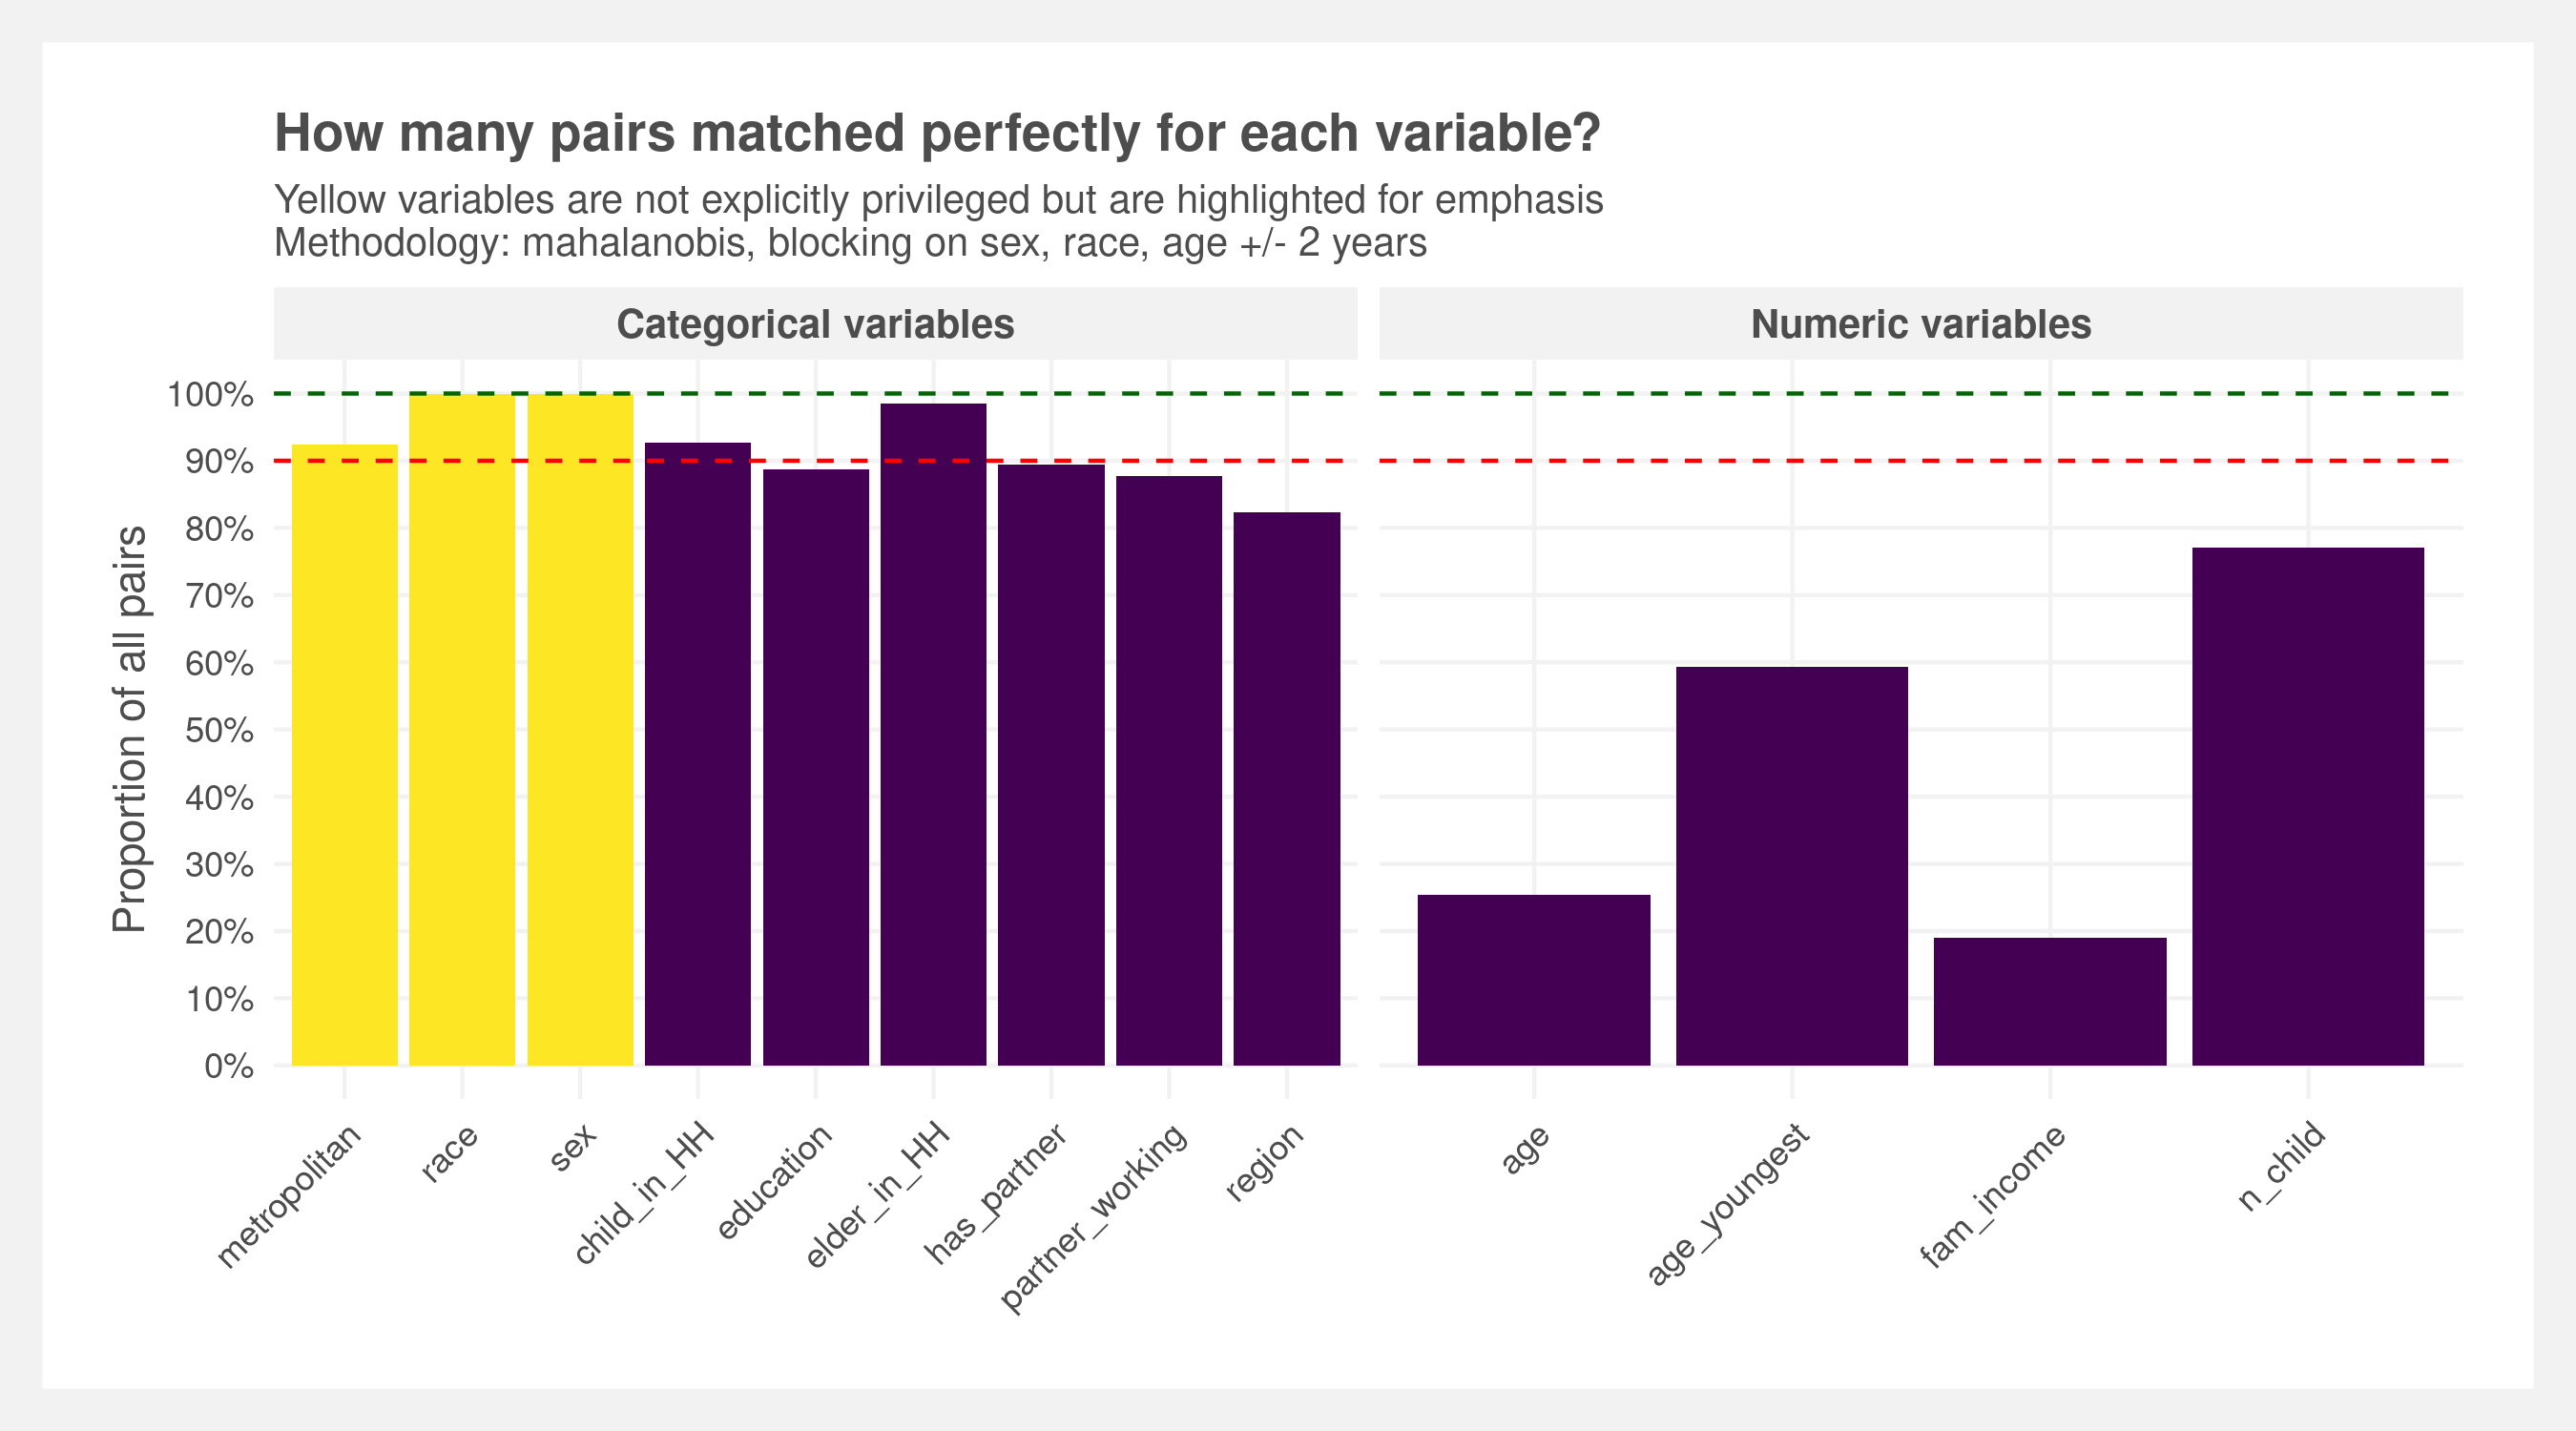 How many pairs matched perfectly for each variable?
Yellow variables are not explicitly privileged but are highlighted for emphasis
Methodology: mahalanobis, blocking on sex, race, age +/- 2 years
Categorical variables
Numeric variables
Proportion of all pairs
100%
90%
80%
70%
60%
50%
40%
30%
20%
10%
0%
metropolitan
race
sex
child_in_HH
education
elder_in_HH
has_partner
partner_working
region
age
age_youngest
fam_income
n_child